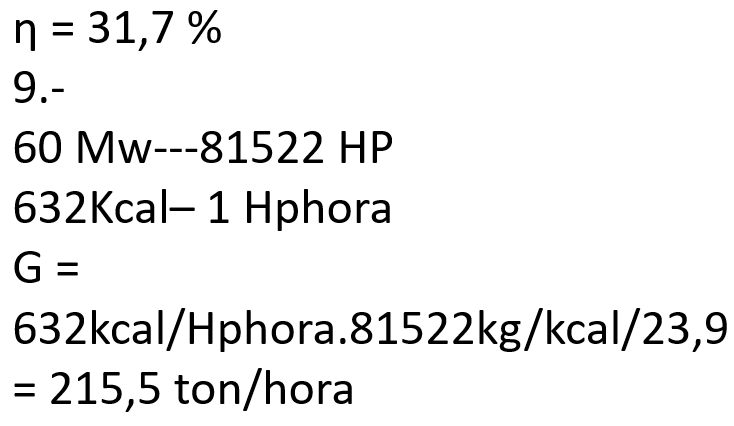 η = 31,7 %
9.-
60 Mw---81522 HP
632Kcal– 1 Hphora
G =
632kcal/Hphora.81522kg/kcal/23,9
= 215,5 ton/hora